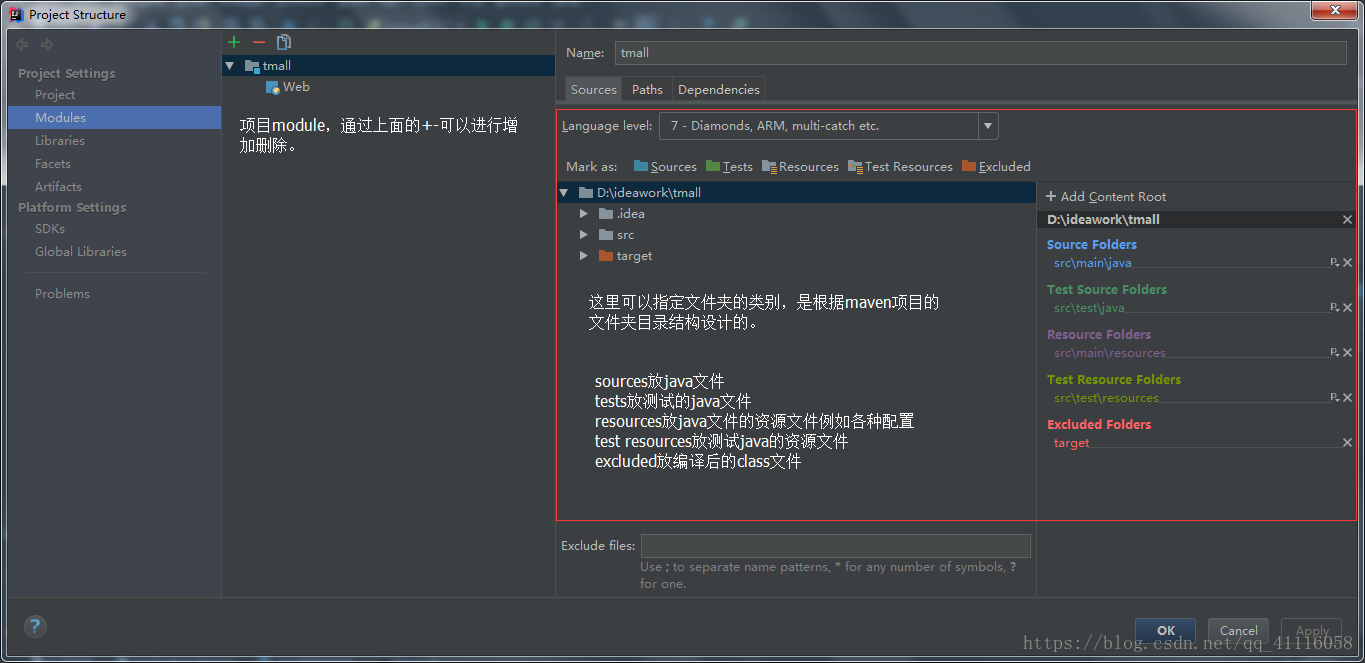 Project Structure
Project Settings
Project
Modules
Libraries
Facets
Artifacts
Platform Settings
SDKs
Global Libraries
Problems
tmall
Web
项目module，通过上面的+-可以进行增
加删除。
Name: tmall
Sources Paths Dependencies
Language level: 7 - Diamonds, ARM, multi-catch etc.
Mark as: Sources Tests Resources Test Resources Excluded
D:\ideawork\tmall
.idea
src
target
这里可以指定文件夹的类别，是根据maven项目的
文件夹目录结构设计的。
sources放java文件
tests放测试的java文件
resources放java文件的资源文件例如各种配置
test resources放测试java的资源文件
excluded放编译后的class文件
+ Add Content Root
D:\ideawork\tmall
Source Folders
src\main\java
Test Source Folders
src\test\java
Resource Folders
src\main\resources
Test Resource Folders
src\test\resources
Excluded Folders
target
Exclude files:
Use ; to separate name patterns, * for any number of symbols, ?
for one.
?
OK Cancel Apply
https://blog.csdn.net/qq_41116058